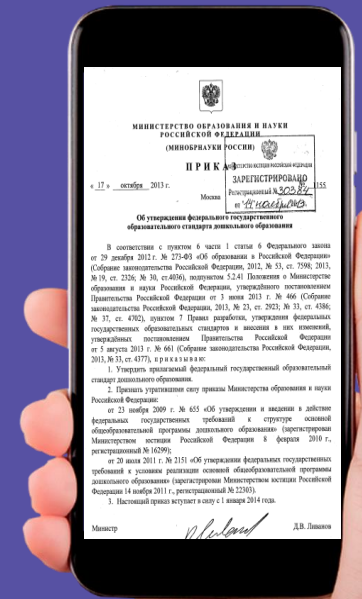 МИНИСТЕРСТВО ОБРАЗОВАНИЯ И НАУКИ
РОССИЙСКОЙ ФЕДЕРАЦИИ
(МИНОБРНАУКИ РОССИИ)
МИНИСТЕРСТВО ЮСТИЦИИ РОССИЙСКОЙ ФЕДЕРАЦИИ
ПРИКАЗ
ЗАРЕГИСТРИРОВАНО
« 17 » октября 2013 г.
Регистрационный № 30384
1155
Москва
от "14 ноября 2013.
Об утверждении федерального государственного
образовательного стандарта дошкольного образования
В соответствии с пунктом 6 части 1 статьи 6 Федерального закона
от 29 декабря 2012 г. № 273-ФЗ «Об образовании в Российской Федерации»
(Собрание законодательства Российской Федерации, 2012, № 53, ст. 7598; 2013,
№ 19, ст. 2326; № 30, ст.4036), подпунктом 5.2.41 Положения о Министерстве
образования и науки Российской Федерации, утверждённого постановлением
Правительства Российской Федерации от 3 июня 2013 г. № 466 (Собрание
законодательства Российской Федерации, 2013, № 23, ст. 2923; № 33, ст. 4386;
№ 37, ст. 4702), пунктом 7 Правил разработки, утверждения федеральных
государственных образовательных стандартов и внесения в них изменений,
утверждённых постановлением Правительства Российской Федерации
от 5 августа 2013 г. № 661 (Собрание законодательства Российской Федерации,
2013, № 33, ст. 4377), п р и к а з ы в а ю:
1. Утвердить прилагаемый федеральный государственный образовательный
стандарт дошкольного образования.
2. Признать утратившими силу приказы Министерства образования и науки
Российской Федерации:
от 23 ноября 2009 г. № 655 «Об утверждении и введении в действие
федеральных государственных требований к структуре основной
общеобразовательной программы дошкольного образования» (зарегистрирован
Министерством юстиции Российской Федерации 8 февраля 2010 г.,
регистрационный № 16299);
от 20 июля 2011 г. № 2151 «Об утверждении федеральных государственных
требований к условиям реализации основной общеобразовательной программы
дошкольного образования» (зарегистрирован Министерством юстиции Российской
Федерации 14 ноября 2011 г., регистрационный № 22303).
3. Настоящий приказ вступает в силу с 1 января 2014 года.
Министр
Д.В. Ливанов